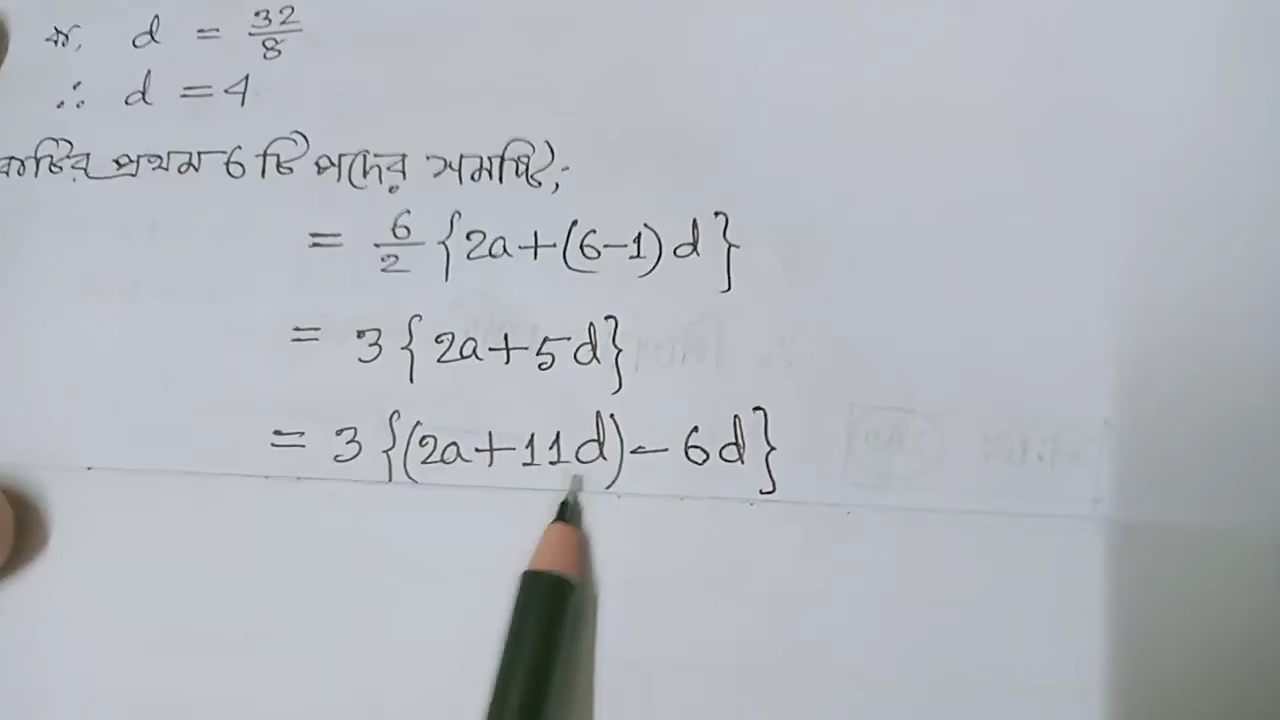 বা, d = 32/8
∴ d = 4
প্রথম 6 টি পদের সমষ্টি;
= 6/2 {2a+(6-1)d}
= 3{2a+5d}
= 3{(2a+11d)-6d}